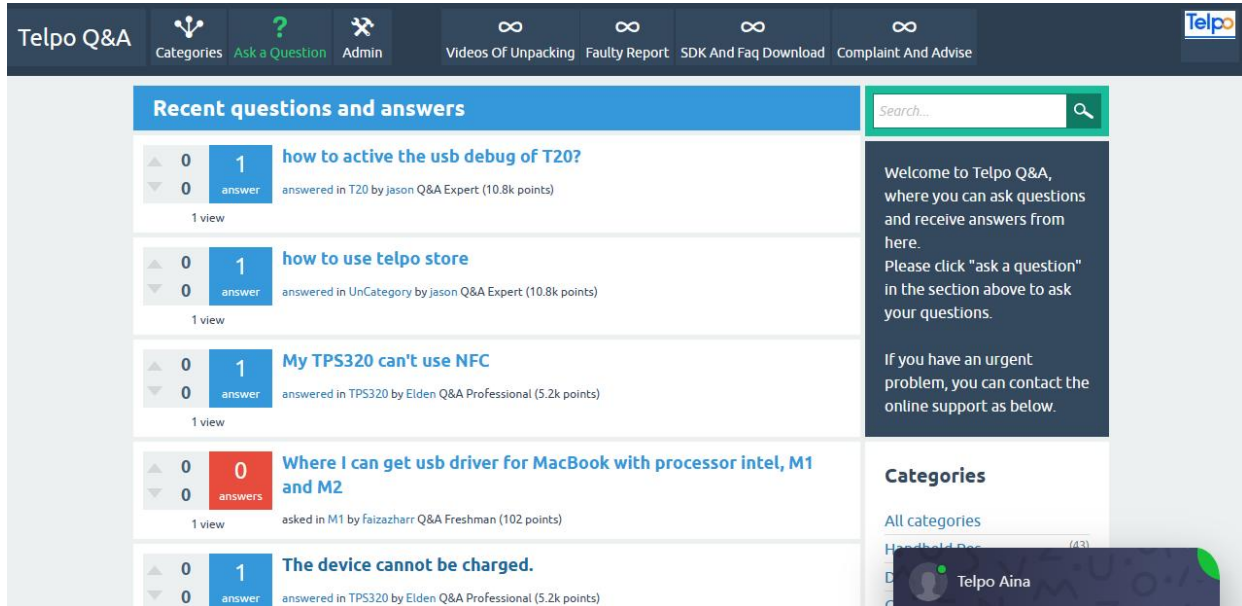 Telpo Q&A
Categories
Ask a Question
Admin
Videos Of Unpacking
Faulty Report
SDK And Faq Download
Complaint And Advise
Telpo
Recent questions and answers
0
0
1
answer
1 view
how to active the usb debug of T20?
answered in T20 by jason Q&A Expert (10.8k points)
0
0
1
answer
1 view
how to use telpo store
answered in UnCategory by jason Q&A Expert (10.8k points)
0
0
1
answer
1 view
My TPS320 can't use NFC
answered in TPS320 by Elden Q&A Professional (5.2k points)
0
0
0
answers
1 view
Where I can get usb driver for MacBook with processor intel, M1
and M2
asked in M1 by faizazharr Q&A Freshman (102 points)
0
0
1
answer
The device cannot be charged.
answered in TPS320 by Elden Q&A Professional (5.2k points)
Search...
Welcome to Telpo Q&A,
where you can ask questions
and receive answers from
here.
Please click "ask a question"
in the section above to ask
your questions.
If you have an urgent
problem, you can contact the
online support as below.
Categories
All categories
(43)
Telpo Aina